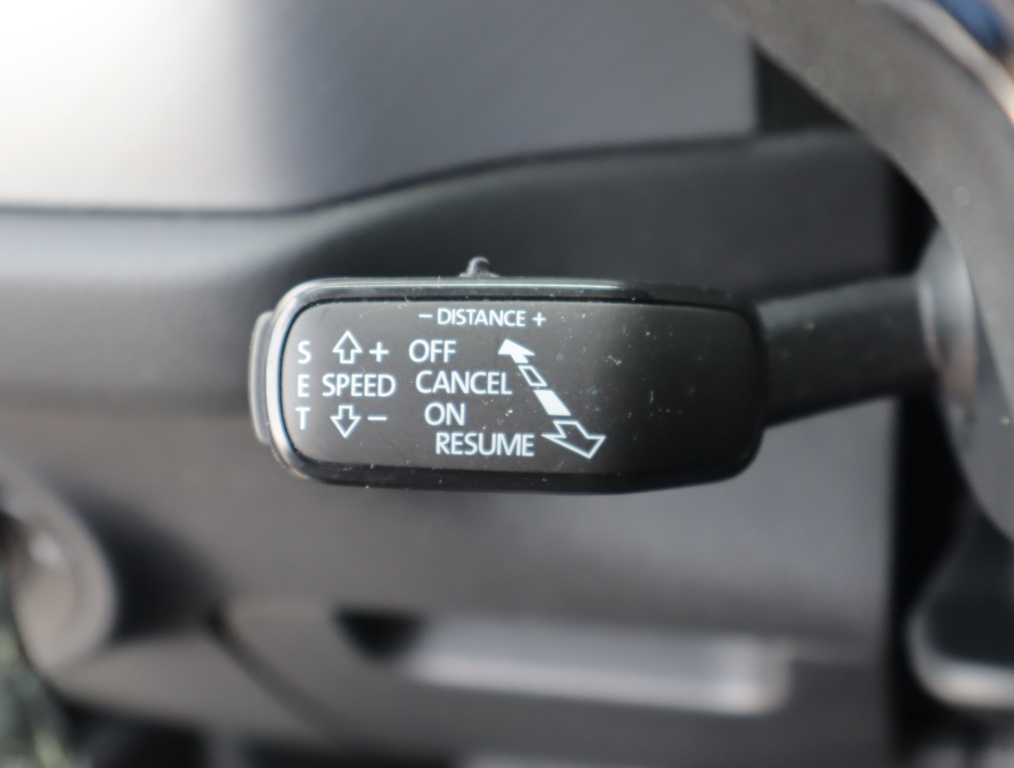 − DISTANCE +
S + OFF
E SPEED CANCEL
T − ON
RESUME